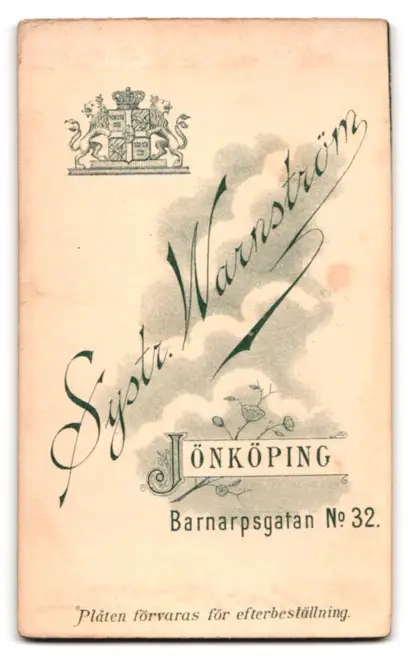 Systr. Warnström
JÖNKÖPING
Barnarpsgatan No 32.
Plåten förvaras för efterbeställning.